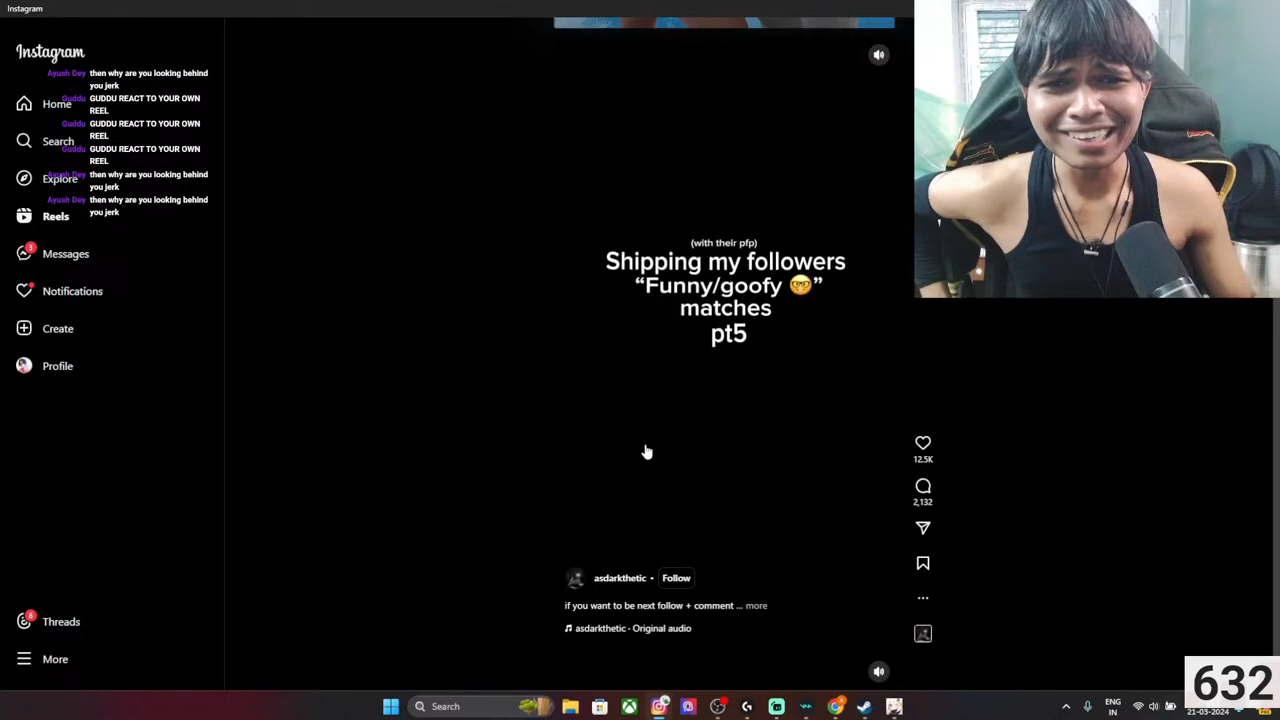 Instagram
Instagram
Ayush Dey then why are you looking behind
you jerk
Home
Guddu GUDDU REACT TO YOUR OWN
REEL
Guddu GUDDU REACT TO YOUR OWN
REEL
Search
Guddu GUDDU REACT TO YOUR OWN
REEL
Ayush Dey then why are you looking behind
you jerk
Explore
Ayush Dey then why are you looking behind
you jerk
Reels
3
Messages
Notifications
Create
Profile
8
Threads
More
(with their pfp)
Shipping my followers
“Funny/goofy 🤓”
matches
pt5
12.5K
2,132
asdarkthetic • Follow
if you want to be next follow + comment ... more
asdarkthetic · Original audio
632
Search
ENG
IN
21-03-2024